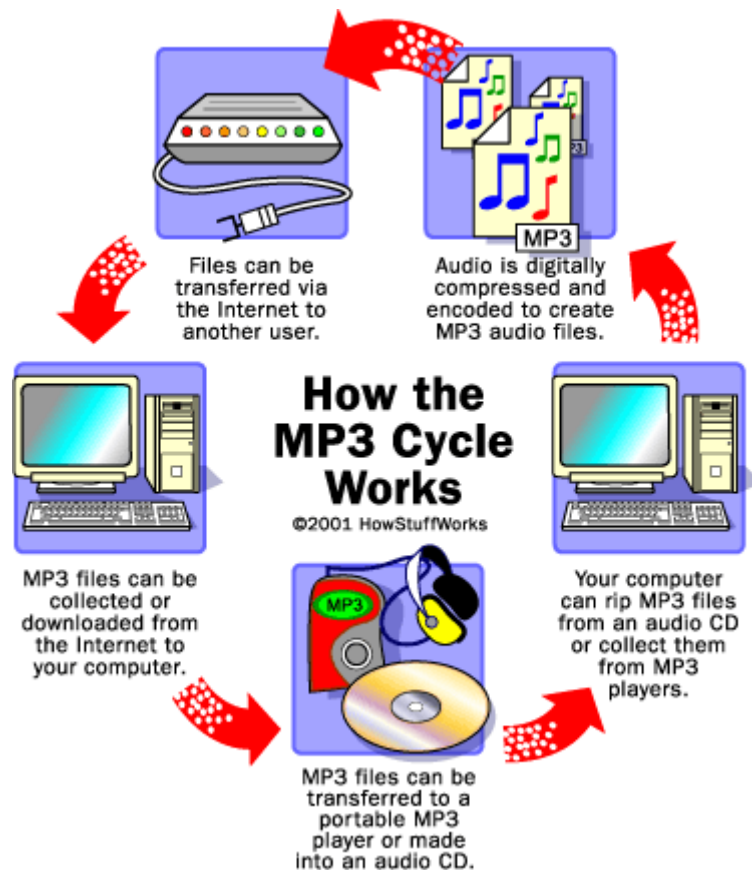 MP3
Files can be
transferred via
the Internet to
another user.
Audio is digitally
compressed and
encoded to create
MP3 audio files.
How the
MP3 Cycle
Works
©2001 HowStuffWorks
MP3 files can be
collected or
downloaded from
the Internet to
your computer.
MP3
Your computer
can rip MP3 files
from an audio CD
or collect them
from MP3
players.
MP3 files can be
transferred to a
portable MP3
player or made
into an audio CD.